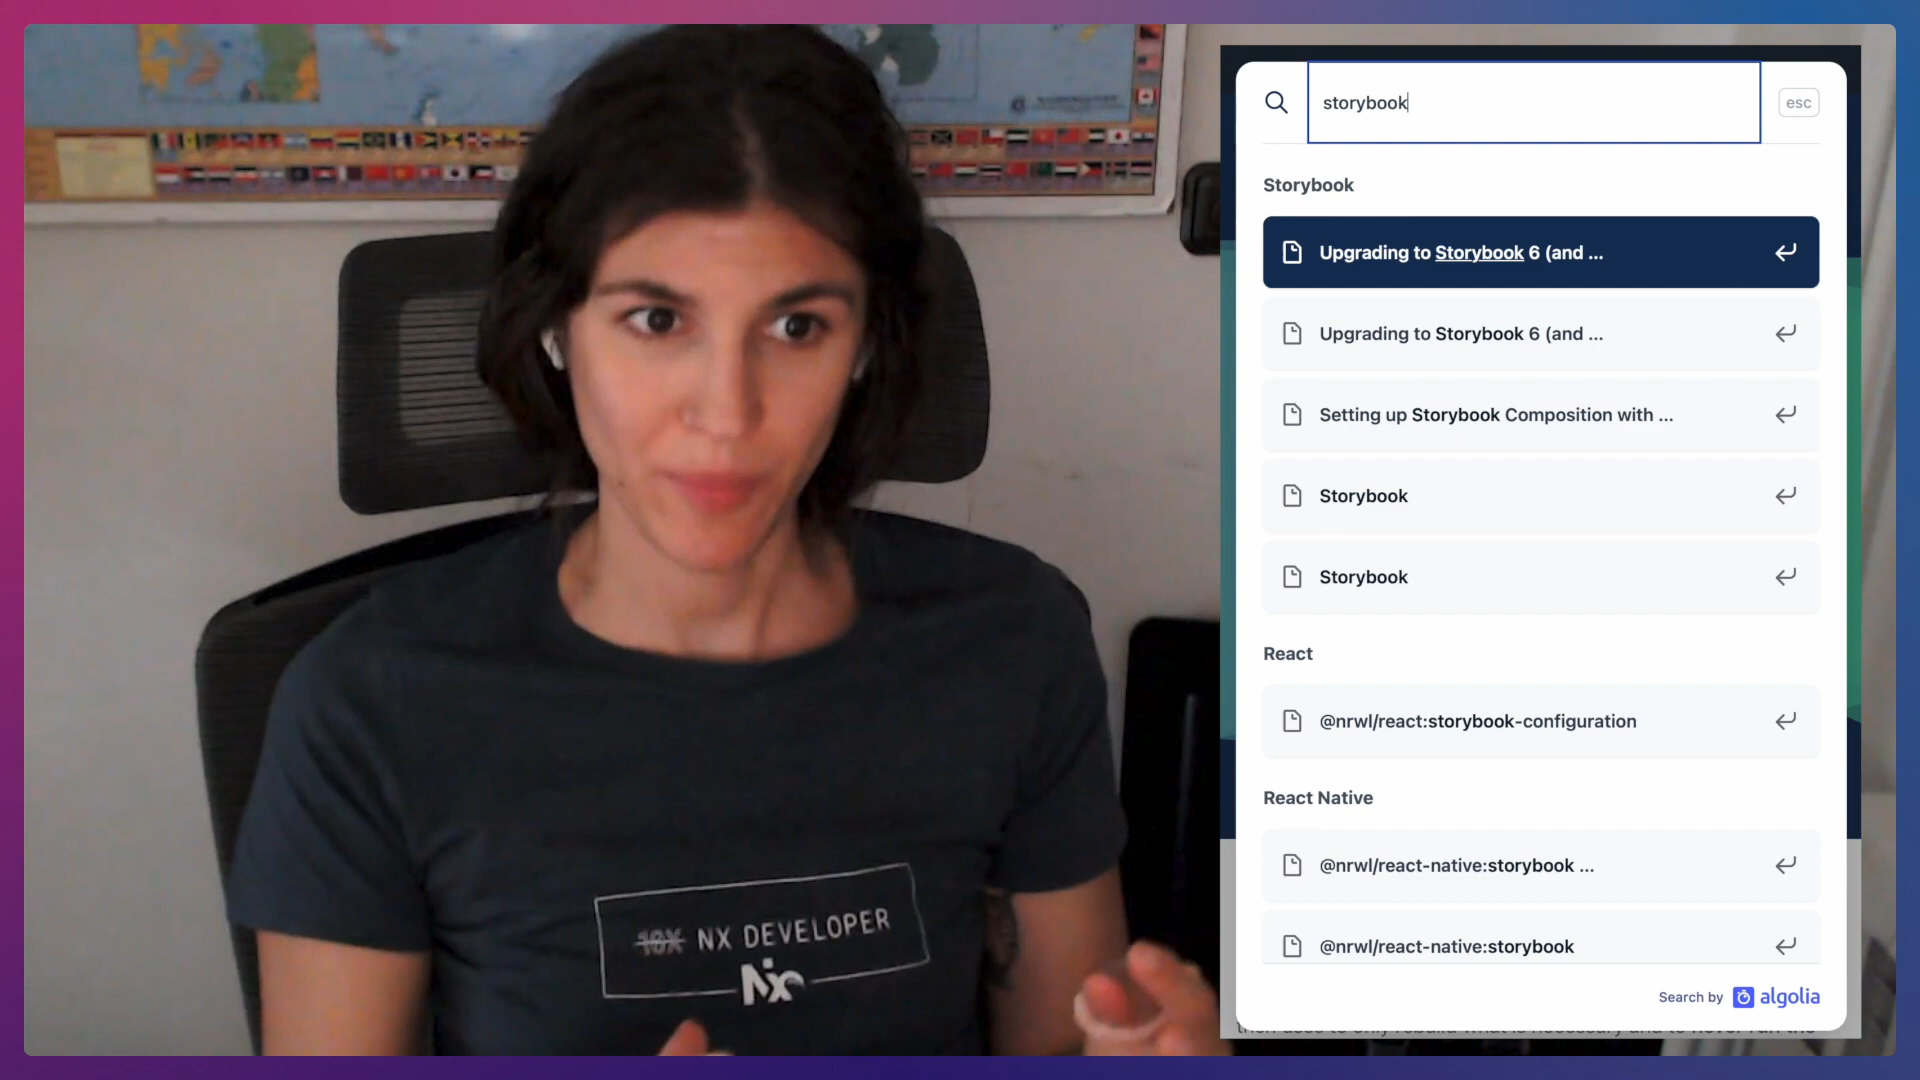 storybook
esc
Storybook
Upgrading to Storybook 6 (and ...
Upgrading to Storybook 6 (and ...
Setting up Storybook Composition with ...
Storybook
Storybook
React
@nrwl/react:storybook-configuration
React Native
@nrwl/react-native:storybook ...
@nrwl/react-native:storybook
Search by algolia
10X NX DEVELOPER
Nx